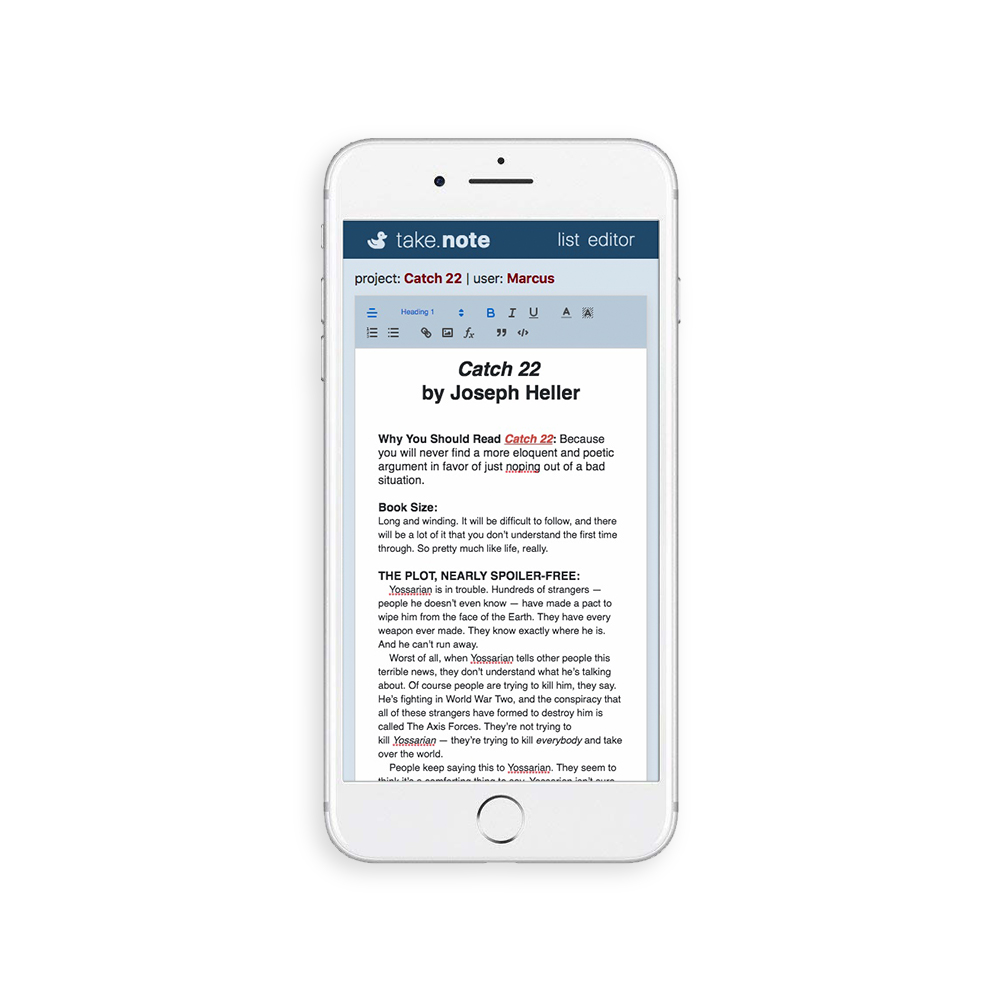 take.note list editor
project: Catch 22 | user: Marcus
Heading 1 B I U A A
fx
Catch 22
by Joseph Heller
Why You Should Read Catch 22: Because
you will never find a more eloquent and poetic
argument in favor of just noping out of a bad
situation.
Book Size:
Long and winding. It will be difficult to follow, and there
will be a lot of it that you don't understand the first time
through. So pretty much like life, really.
THE PLOT, NEARLY SPOILER-FREE:
Yossarian is in trouble. Hundreds of strangers —
people he doesn't even know — have made a pact to
wipe him from the face of the Earth. They have every
weapon ever made. They know exactly where he is.
And he can't run away.
Worst of all, when Yossarian tells other people this
terrible news, they don't understand what he's talking
about. Of course people are trying to kill him, they say.
He's fighting in World War Two, and the conspiracy that
all of these strangers have formed to destroy him is
called The Axis Forces. They're not trying to
kill Yossarian — they're trying to kill everybody and take
over the world.
People keep saying this to Yossarian. They seem to
think it's a comforting thing to say. Yossarian isn't sure